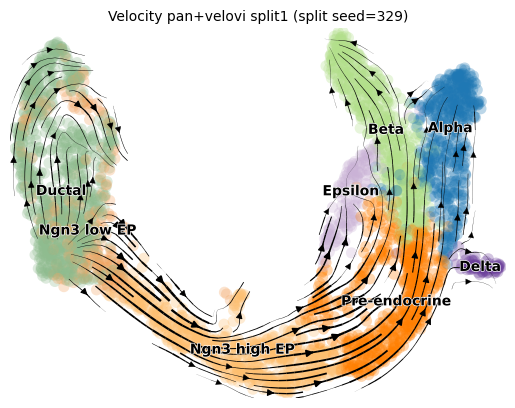 Velocity pan+velovi split1 (split seed=329)
Beta
Alpha
Ductal
Epsilon
Ngn3 low EP
Delta
Pre-endocrine
Ngn3 high EP